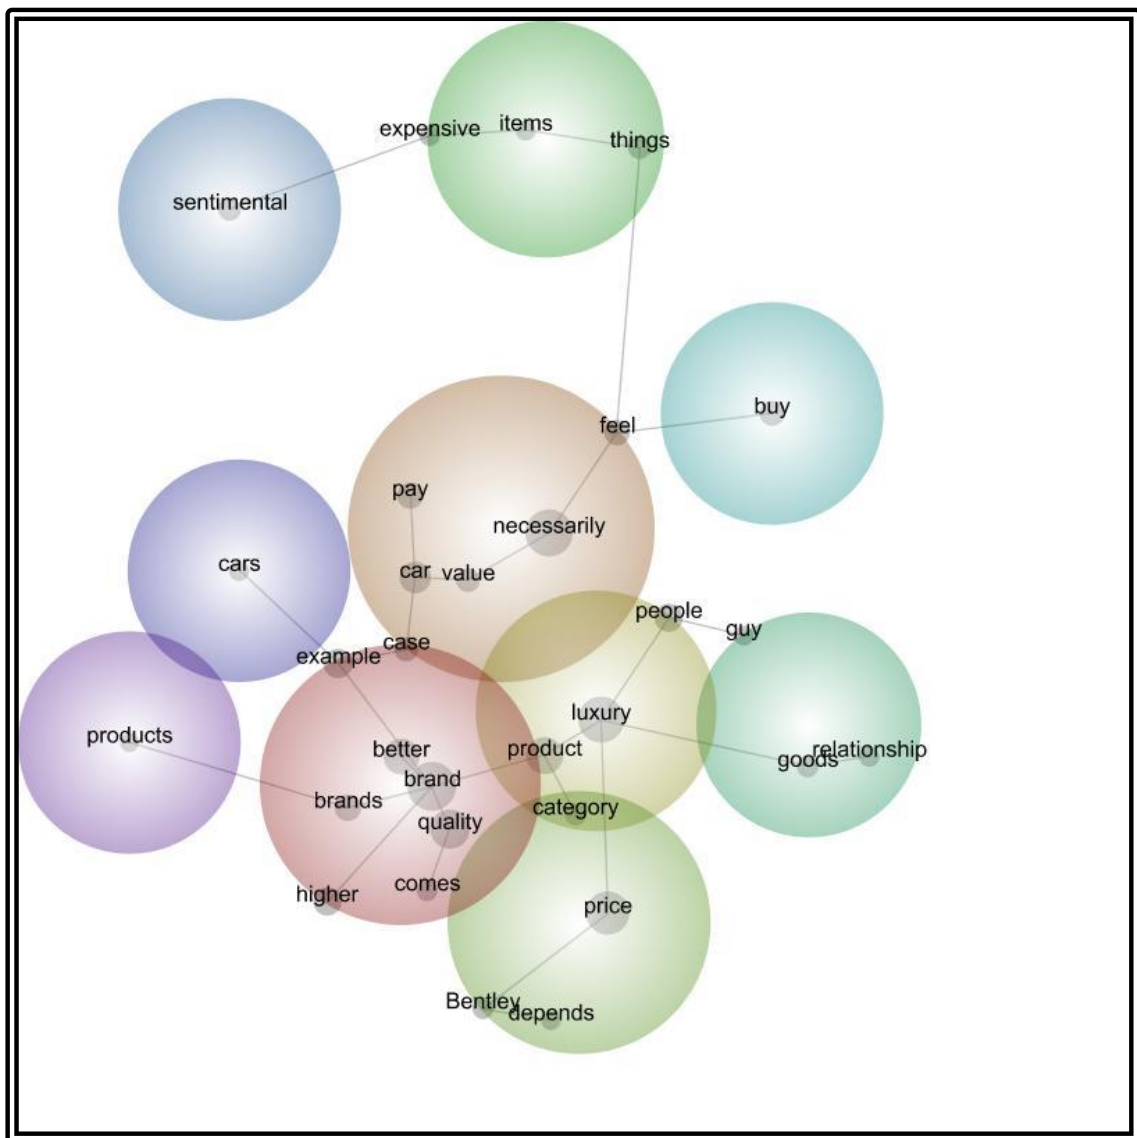 items
expensive
things
sentimental
buy
feel
pay
necessarily
cars
car
value
people
guy
case
example
luxury
products
better
product
relationship
goods
brand
brands
category
quality
comes
higher
price
Bentley
depends